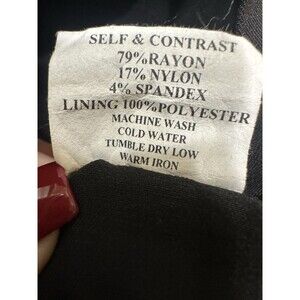 SELF & CONTRAST
79%RAYON
17%NYLON
4%SPANDEX
LINING 100%POLYESTER
MACHINE WASH
COLD WATER
TUMBLE DRY LOW
WARM IRON